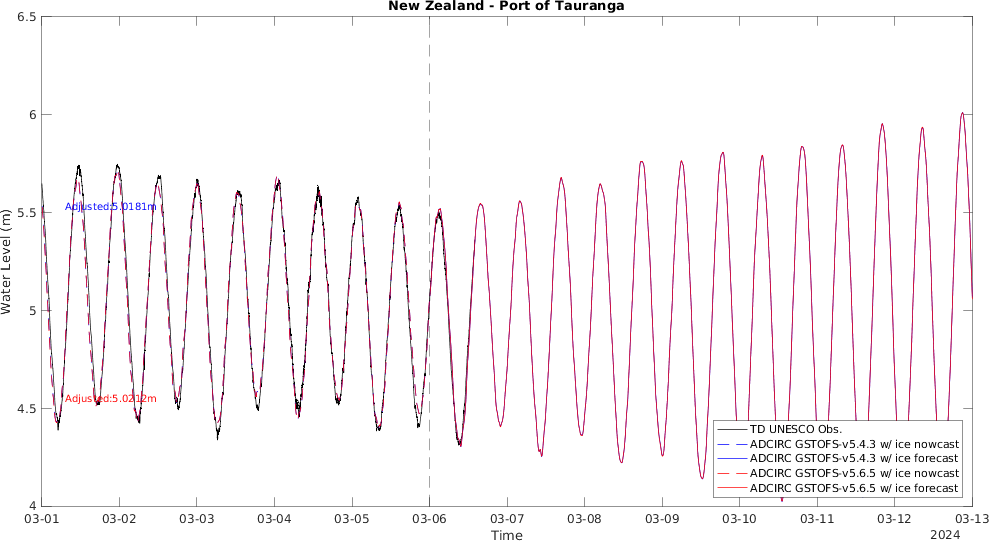 New Zealand - Port of Tauranga
6.5
6
5.5
5
4.5
4
Water Level (m)
Adjusted:5.0181m
Adjusted:5.0212m
TD UNESCO Obs.
ADCIRC GSTOFS-v5.4.3 w/ ice nowcast
ADCIRC GSTOFS-v5.4.3 w/ ice forecast
ADCIRC GSTOFS-v5.6.5 w/ ice nowcast
ADCIRC GSTOFS-v5.6.5 w/ ice forecast
03-01 03-02 03-03 03-04 03-05 03-06 03-07 03-08 03-09 03-10 03-11 03-12 03-13
Time
2024